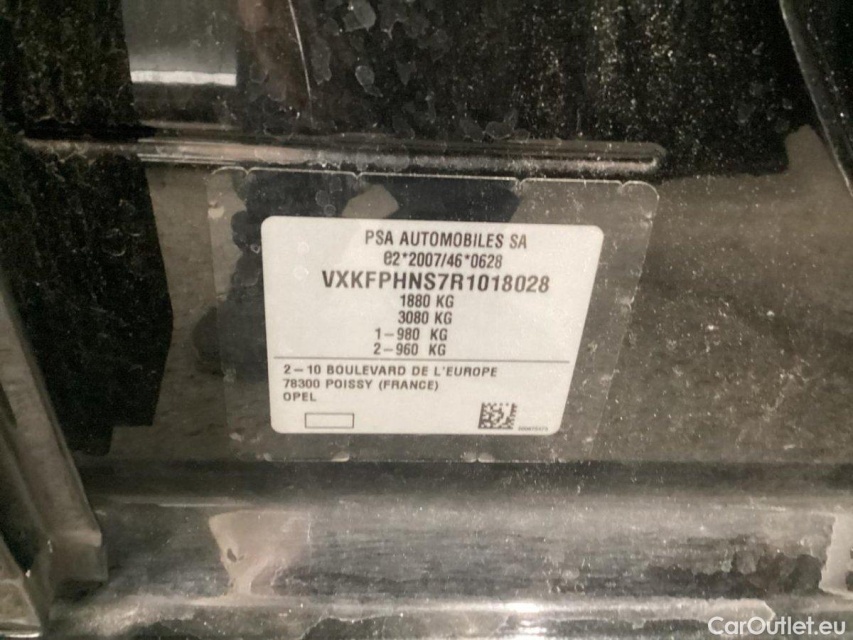 PSA AUTOMOBILES SA
e2*2007/46*0628
VXKFPHNS7R1018028
1880 KG
3080 KG
1-980 KG
2-960 KG
2-10 BOULEVARD DE L'EUROPE
78300 POISSY (FRANCE)
OPEL
CarOutlet.eu